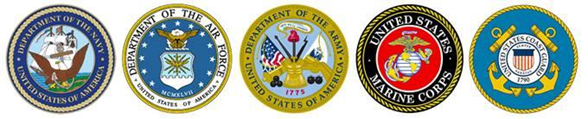 DEPARTMENT OF THE NAVY
UNITED STATES OF AMERICA
DEPARTMENT OF THE AIR FORCE
MCMXLVII
UNITED STATES OF AMERICA
DEPARTMENT OF THE ARMY
1775
UNITED STATES OF AMERICA
UNITED STATES
MARINE CORPS
UNITED STATES COAST GUARD
1790